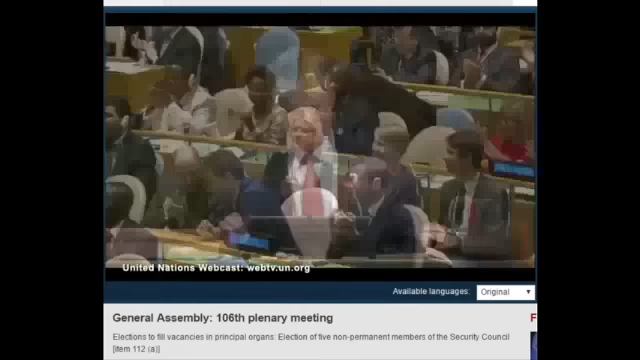 United Nations Webcast: webtv.un.org
Available languages: Original
General Assembly: 106th plenary meeting
Elections to fill vacancies in principal organs: Election of five non-permanent members of the Security Council
[item 112 (a)]